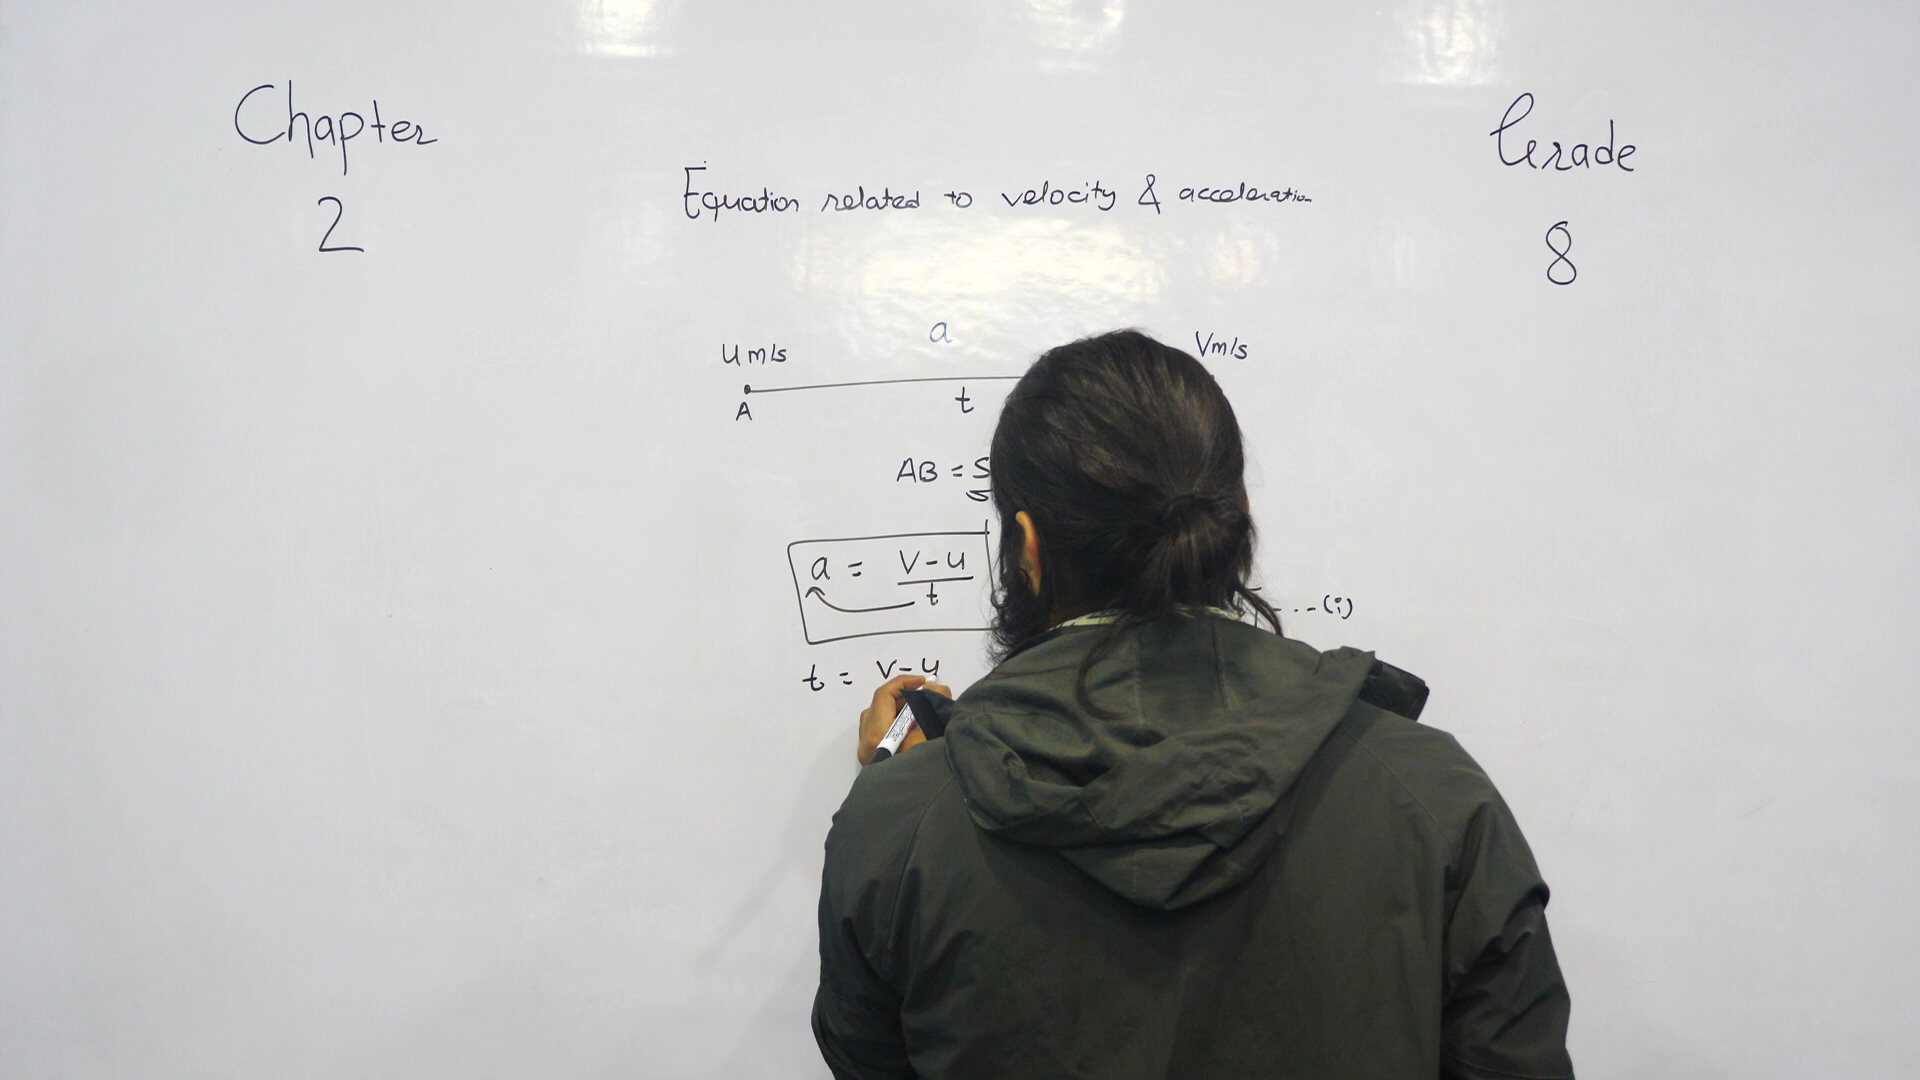 Chapter
2
Grade
8
Equation related to velocity & acceleration
u m/s
a
v m/s
A
t
AB = S
a = v - u
t
...(i)
t = v - u